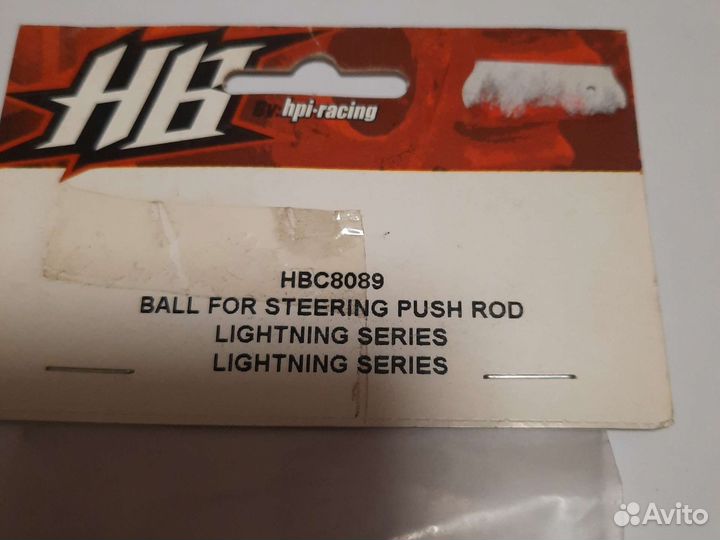 HB
By: hpi·racing
HBC8089
BALL FOR STEERING PUSH ROD
LIGHTNING SERIES
LIGHTNING SERIES
Avito